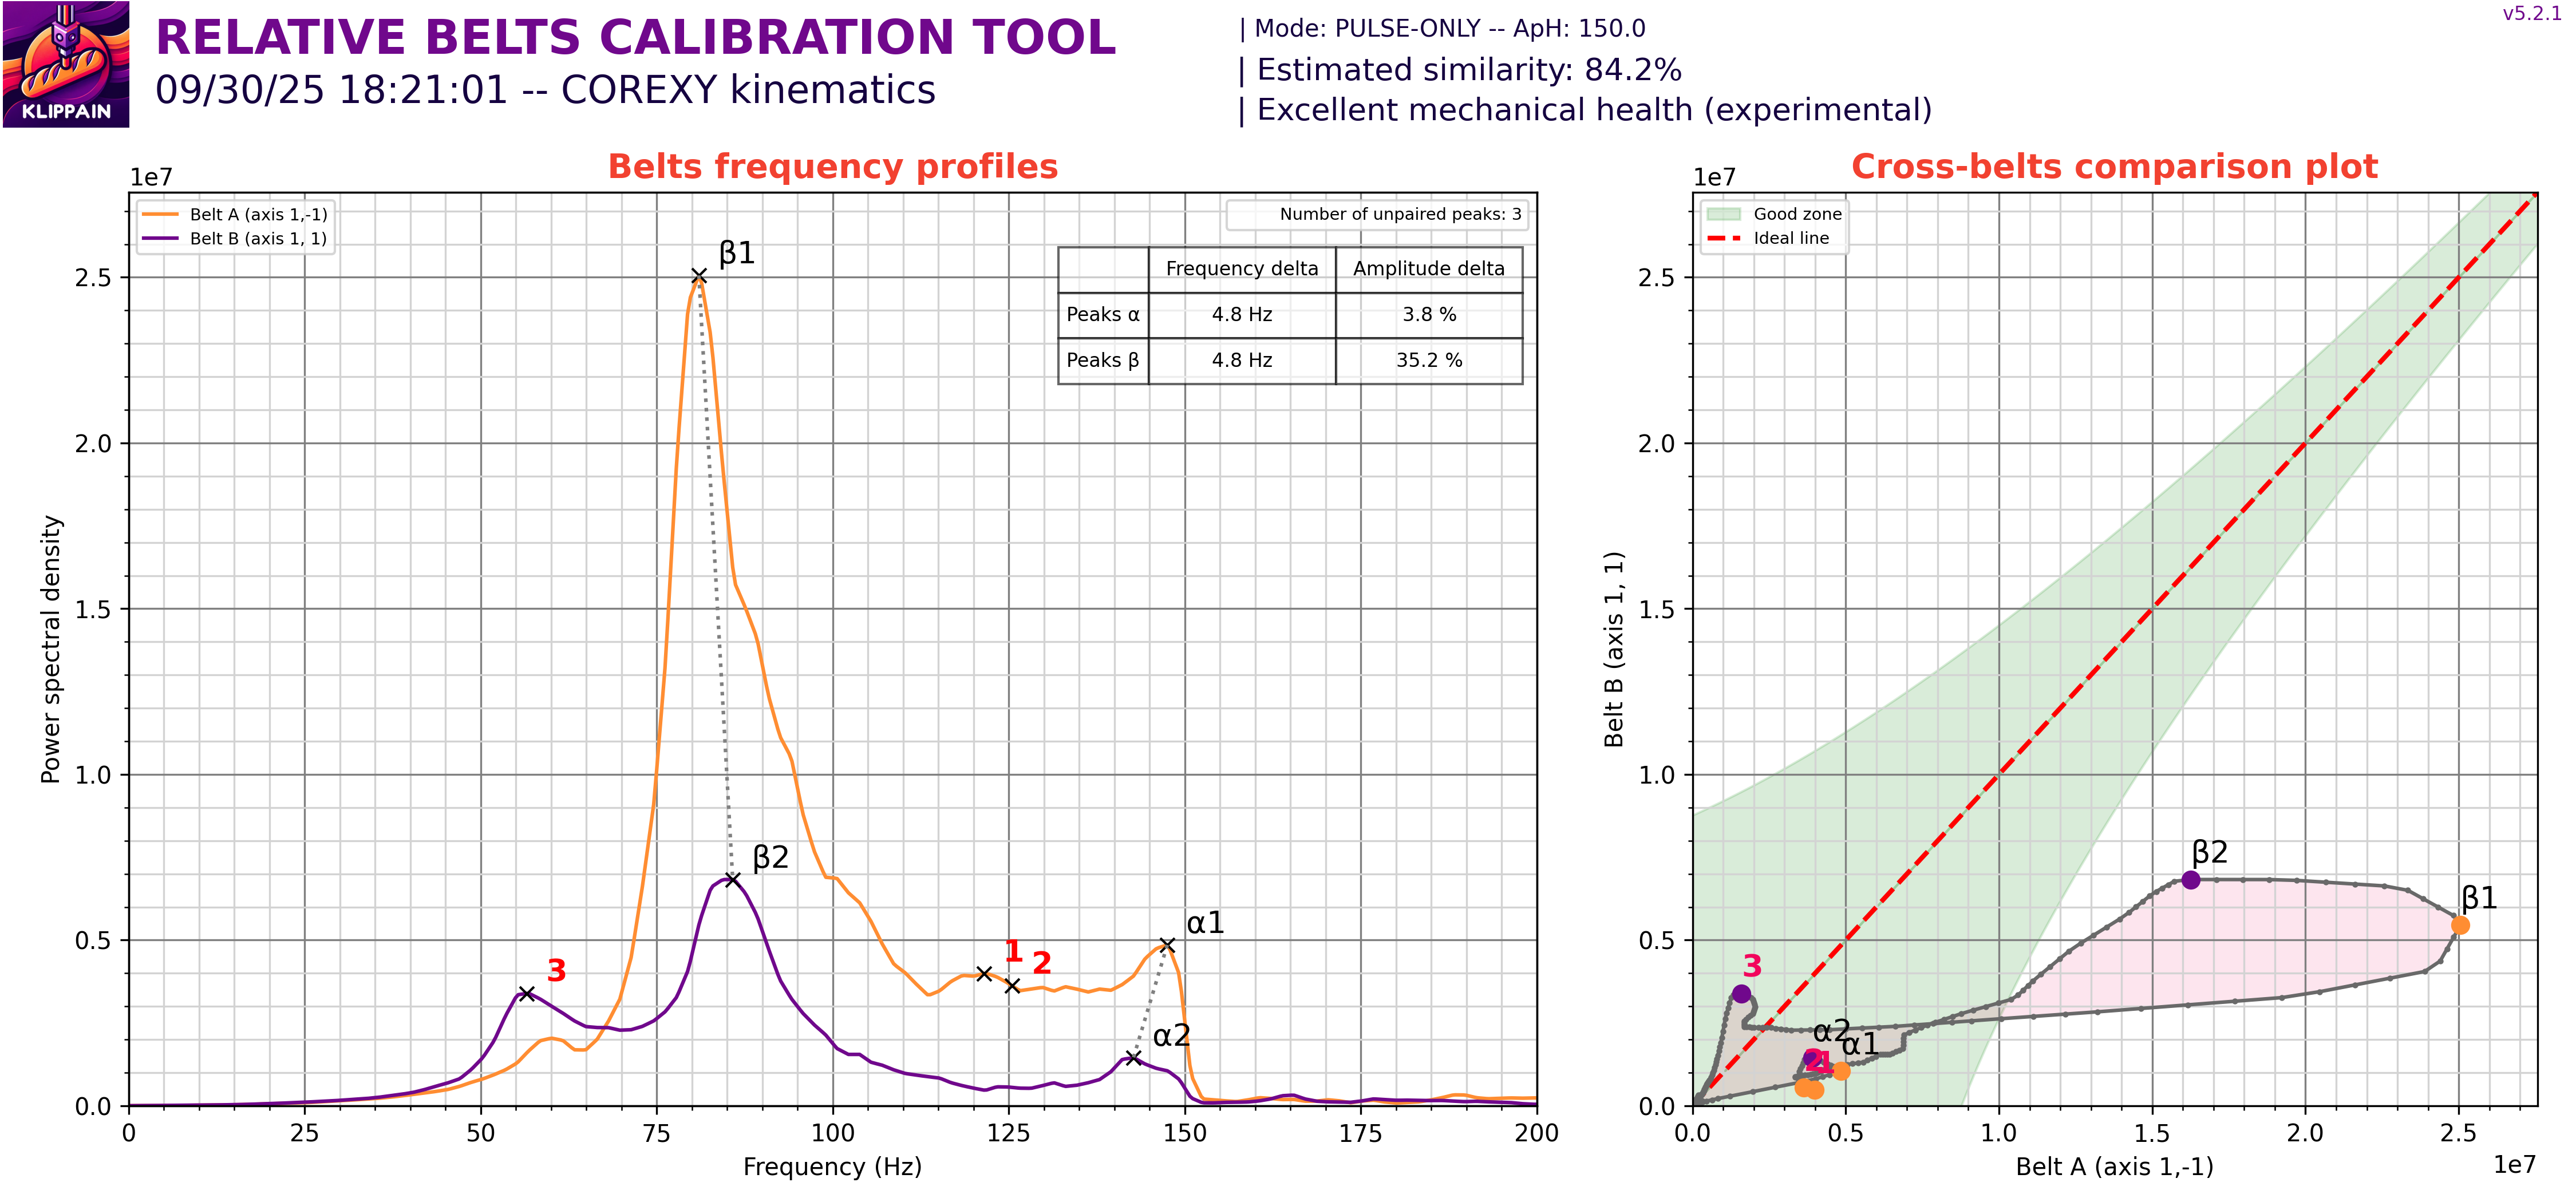 v5.2.1
KLIPPAIN
RELATIVE BELTS CALIBRATION TOOL
09/30/25 18:21:01 -- COREXY kinematics
| Mode: PULSE-ONLY -- ApH: 150.0
| Estimated similarity: 84.2%
| Excellent mechanical health (experimental)
Belts frequency profiles
1e7
Belt A (axis 1,-1)
Belt B (axis 1, 1)
Number of unpaired peaks: 3
Frequency delta Amplitude delta
Peaks α 4.8 Hz 3.8 %
Peaks β 4.8 Hz 35.2 %
β1
β2
α1
α2
1
2
3
Power spectral density
2.5
2.0
1.5
1.0
0.5
0.0
0 25 50 75 100 125 150 175 200
Frequency (Hz)
Cross-belts comparison plot
1e7
Good zone
Ideal line
β2
β1
3
α2
α1
2
1
Belt B (axis 1, 1)
2.5
2.0
1.5
1.0
0.5
0.0
0.0 0.5 1.0 1.5 2.0 2.5
Belt A (axis 1,-1)
1e7